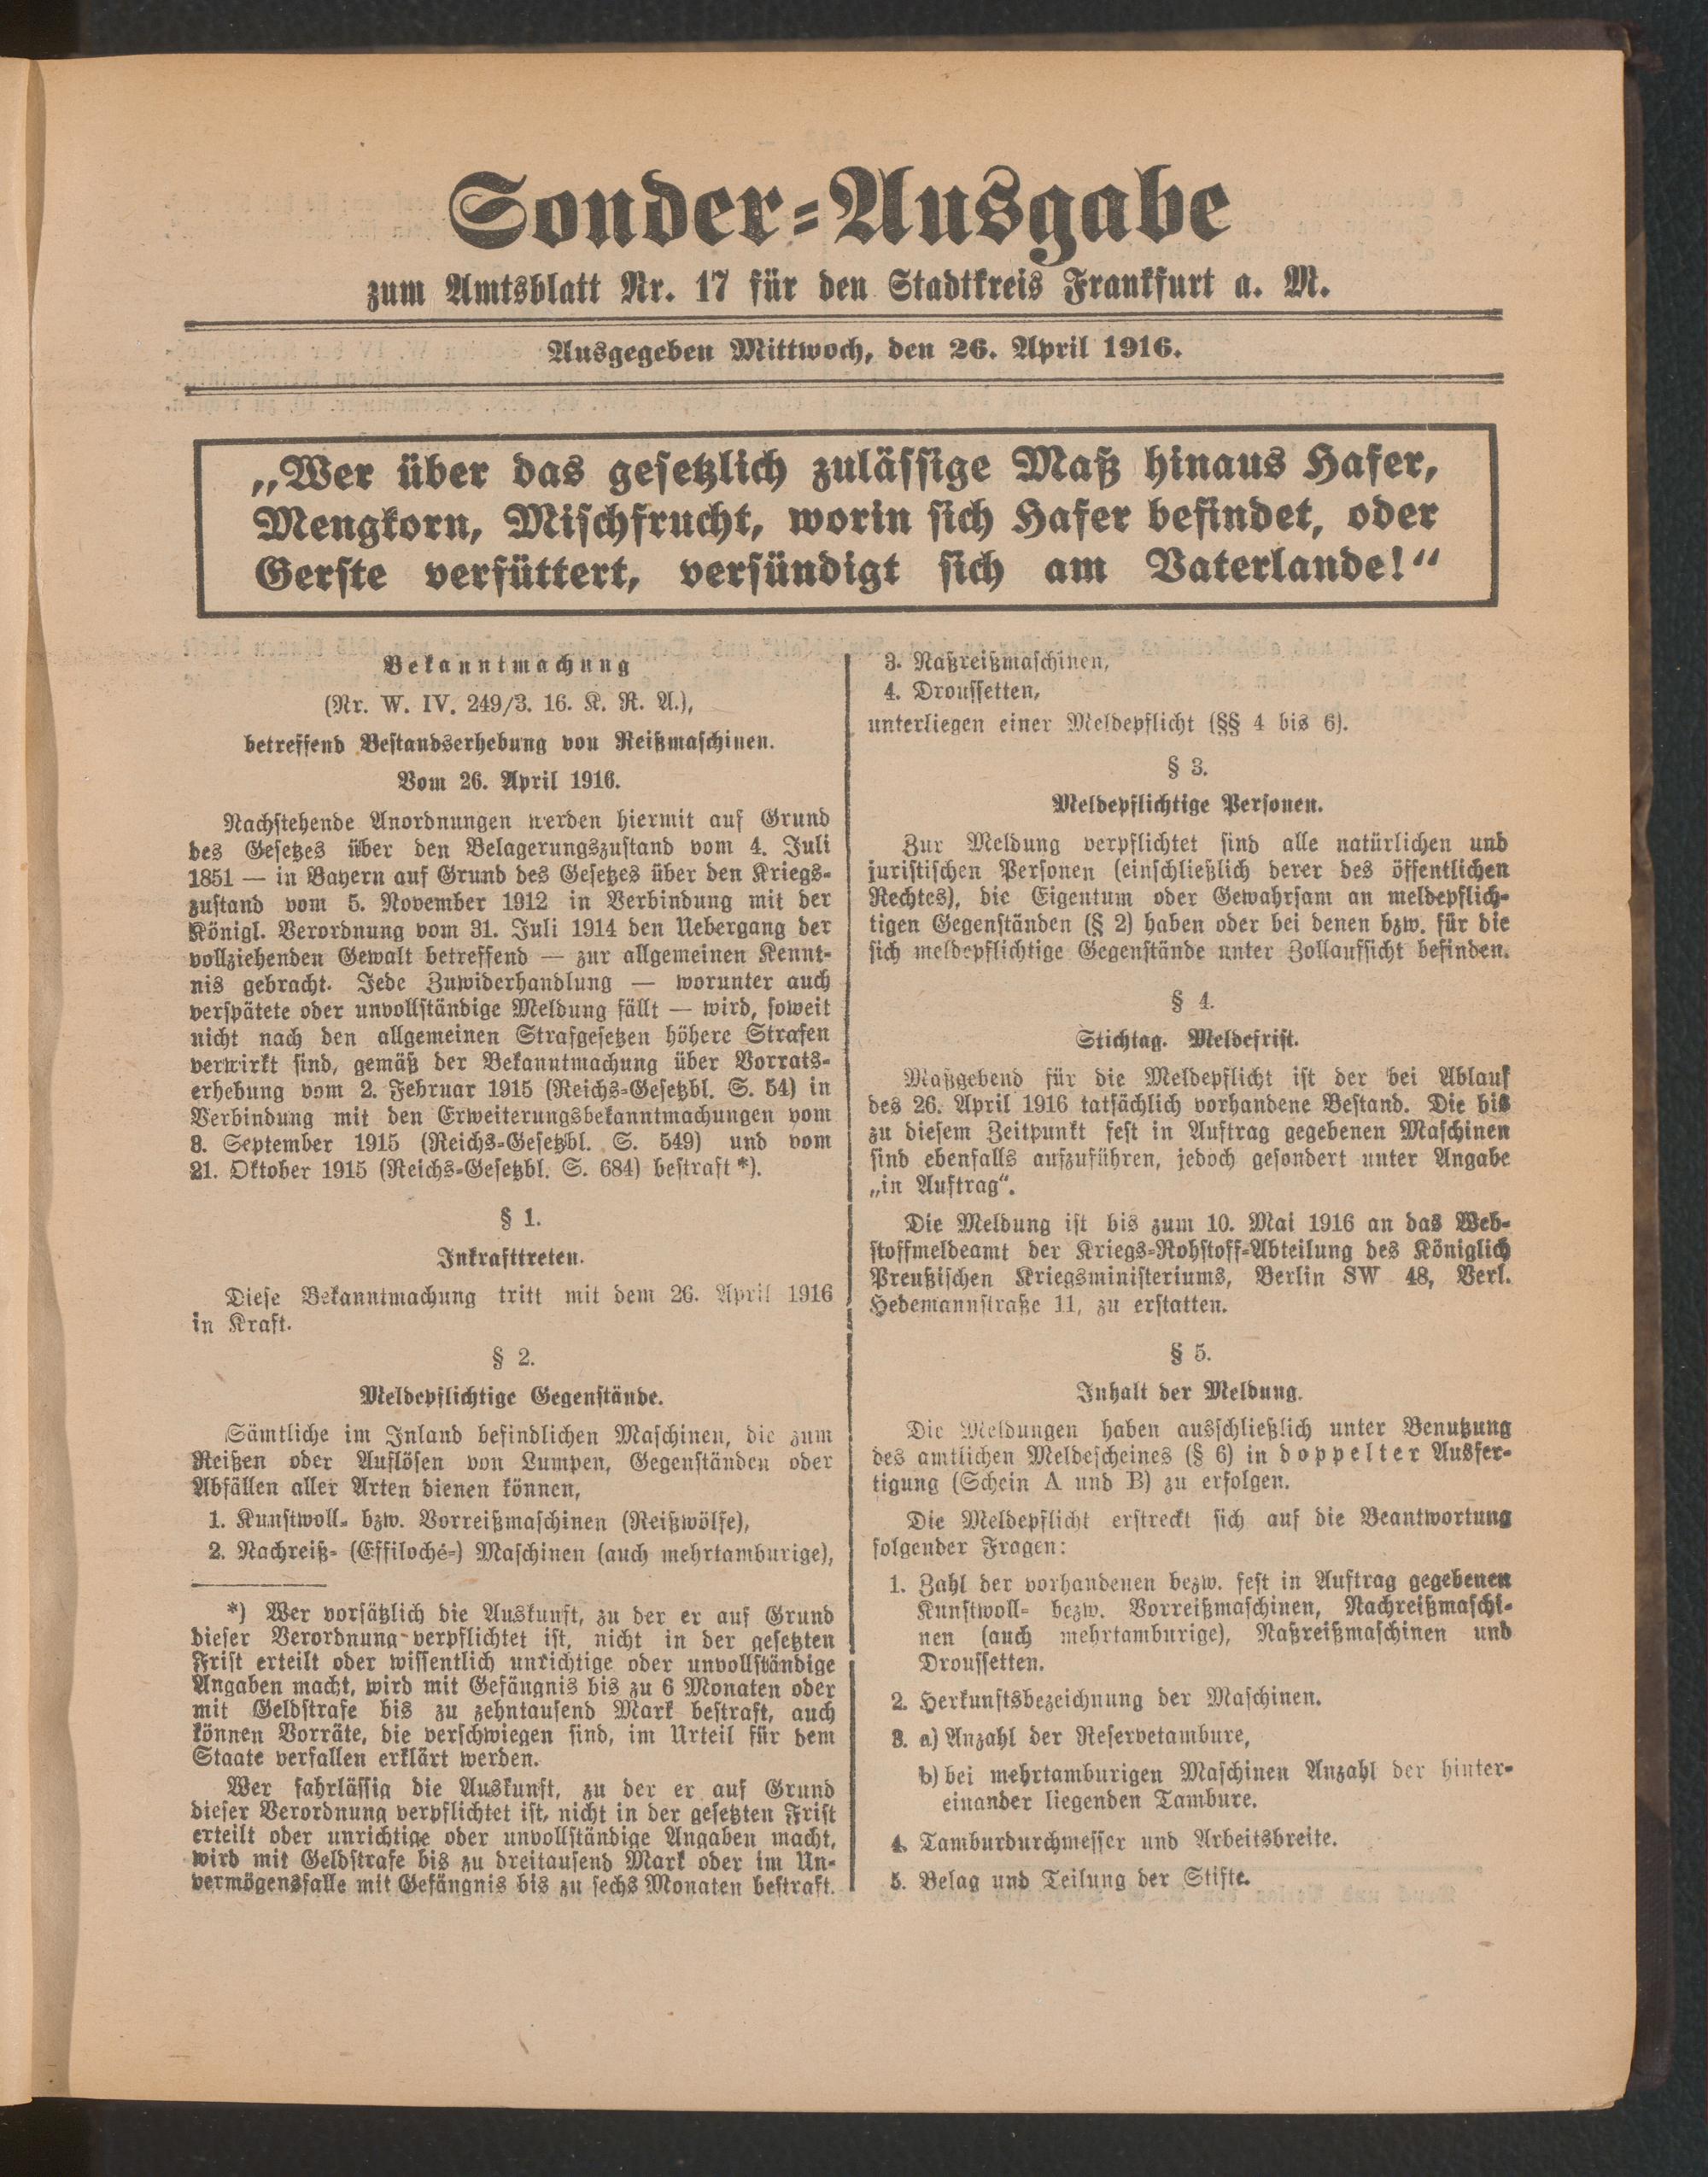 Sonder-Ausgabe
zum Amtsblatt Nr. 17 für den Stadtkreis Frankfurt a. M.
Ausgegeben Mittwoch, den 26. April 1916.
„Wer über das gesetzlich zulässige Maß hinaus Hafer,
Mengkorn, Mischfrucht, worin sich Hafer befindet, oder
Gerste verfüttert, versündigt sich am Vaterlande!“
Bekanntmachung
(Nr. W. IV. 249/3. 16. K. R. A.),
betreffend Bestandserhebung von Reißmaschinen.
Vom 26. April 1916.
Nachstehende Anordnungen werden hiermit auf Grund
des Gesetzes über den Belagerungszustand vom 4. Juli
1851 — in Bayern auf Grund des Gesetzes über den Kriegs-
zustand vom 5. November 1912 in Verbindung mit der
Königl. Verordnung vom 31. Juli 1914 den Uebergang der
vollziehenden Gewalt betreffend — zur allgemeinen Kennt-
nis gebracht. Jede Zuwiderhandlung — worunter auch
verspätete oder unvollständige Meldung fällt — wird, soweit
nicht nach den allgemeinen Strafgesetzen höhere Strafen
verwirkt sind, gemäß der Bekanntmachung über Vorrats-
erhebung vom 2. Februar 1915 (Reichs-Gesetzbl. S. 54) in
Verbindung mit den Erweiterungsbekanntmachungen vom
3. September 1915 (Reichs-Gesetzbl. S. 549) und vom
21. Oktober 1915 (Reichs-Gesetzbl. S. 684) bestraft *).
§ 1.
Inkrafttreten.
Diese Bekanntmachung tritt mit dem 26. April 1916
in Kraft.
§ 2.
Meldepflichtige Gegenstände.
Sämtliche im Inland befindlichen Maschinen, die zum
Reißen oder Auflösen von Lumpen, Gegenständen oder
Abfällen aller Arten dienen können,
1. Kunstwoll- bzw. Vorreißmaschinen (Reißwölfe),
2. Nachreiß- (Effiloché-) Maschinen (auch mehrtamburige),
*) Wer vorsätzlich die Auskunft, zu der er auf Grund
dieser Verordnung verpflichtet ist, nicht in der gesetzten
Frist erteilt oder wissentlich unrichtige oder unvollständige
Angaben macht, wird mit Gefängnis bis zu 6 Monaten oder
mit Geldstrafe bis zu zehntausend Mark bestraft, auch
können Vorräte, die verschwiegen sind, im Urteil für dem
Staate verfallen erklärt werden.
Wer fahrlässig die Auskunft, zu der er auf Grund
dieser Verordnung verpflichtet ist, nicht in der gesetzten Frist
erteilt oder unrichtige oder unvollständige Angaben macht,
wird mit Geldstrafe bis zu dreitausend Mark oder im Un-
vermögensfalle mit Gefängnis bis zu sechs Monaten bestraft.
3. Naßreißmaschinen,
4. Droussetten,
unterliegen einer Meldepflicht (§§ 4 bis 6).
§ 3.
Meldepflichtige Personen.
Zur Meldung verpflichtet sind alle natürlichen und
juristischen Personen (einschließlich derer des öffentlichen
Rechtes), die Eigentum oder Gewahrsam an meldepflich-
tigen Gegenständen (§ 2) haben oder bei denen bzw. für die
sich meldepflichtige Gegenstände unter Zollaufsicht befinden.
§ 4.
Stichtag. Meldefrist.
Maßgebend für die Meldepflicht ist der bei Ablauf
des 26. April 1916 tatsächlich vorhandene Bestand. Die bis
zu diesem Zeitpunkt fest in Auftrag gegebenen Maschinen
sind ebenfalls aufzuführen, jedoch gesondert unter Angabe
„in Auftrag“.
Die Meldung ist bis zum 10. Mai 1916 an das Web-
stoffmeldeamt der Kriegs-Rohstoff-Abteilung des Königlich
Preußischen Kriegsministeriums, Berlin SW 48, Verl.
Hedemannstraße 11, zu erstatten.
§ 5.
Inhalt der Meldung.
Die Meldungen haben ausschließlich unter Benutzung
des amtlichen Meldescheines (§ 6) in doppelter Ausfer-
tigung (Schein A und B) zu erfolgen.
Die Meldepflicht erstreckt sich auf die Beantwortung
folgender Fragen:
1. Zahl der vorhandenen bezw. fest in Auftrag gegebenen
Kunstwoll- bezw. Vorreißmaschinen, Nachreißmaschi-
nen (auch mehrtamburige), Naßreißmaschinen und
Droussetten.
2. Herkunftsbezeichnung der Maschinen.
3. a) Anzahl der Reservetambure,
b) bei mehrtamburigen Maschinen Anzahl der hinter-
einander liegenden Tambure.
4. Tamburdurchmesser und Arbeitsbreite.
5. Belag und Teilung der Stifte.